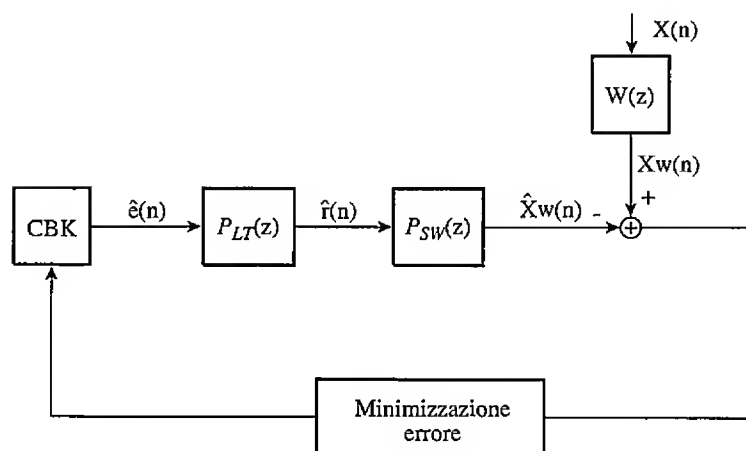 X(n)
W(z)
Xw(n)
+
CBK
ê(n)
P_LT(z)
r̂(n)
P_SW(z)
X̂w(n)
-
+
Minimizzazione
errore